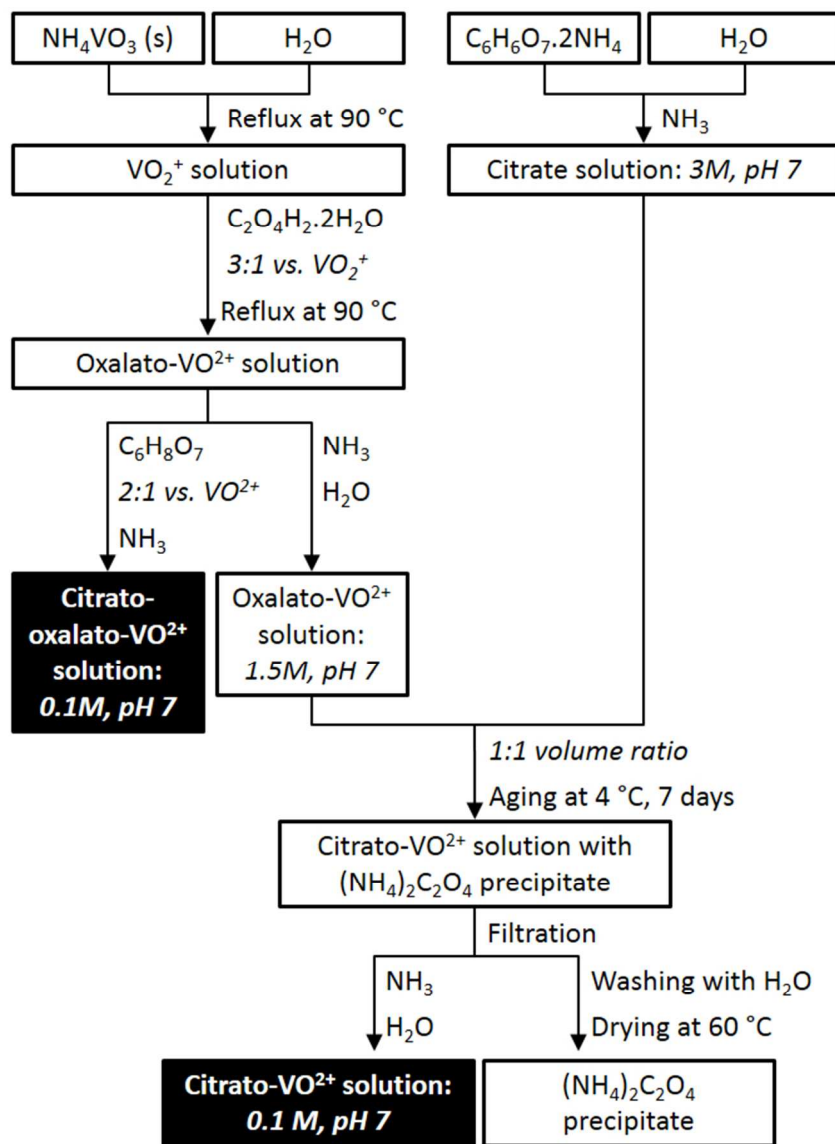 NH₄VO₃ (s)
H₂O
C₆H₆O₇.2NH₄
H₂O
Reflux at 90 °C
NH₃
VO₂⁺ solution
Citrate solution: 3M, pH 7
C₂O₄H₂.2H₂O
3:1 vs. VO₂⁺
Reflux at 90 °C
Oxalato-VO²⁺ solution
C₆H₈O₇
2:1 vs. VO²⁺
NH₃
NH₃
H₂O
Citrato-
oxalato-VO²⁺
solution:
0.1M, pH 7
Oxalato-VO²⁺
solution:
1.5M, pH 7
1:1 volume ratio
Aging at 4 °C, 7 days
Citrato-VO²⁺ solution with
(NH₄)₂C₂O₄ precipitate
Filtration
NH₃
H₂O
Washing with H₂O
Drying at 60 °C
Citrato-VO²⁺ solution:
0.1 M, pH 7
(NH₄)₂C₂O₄
precipitate